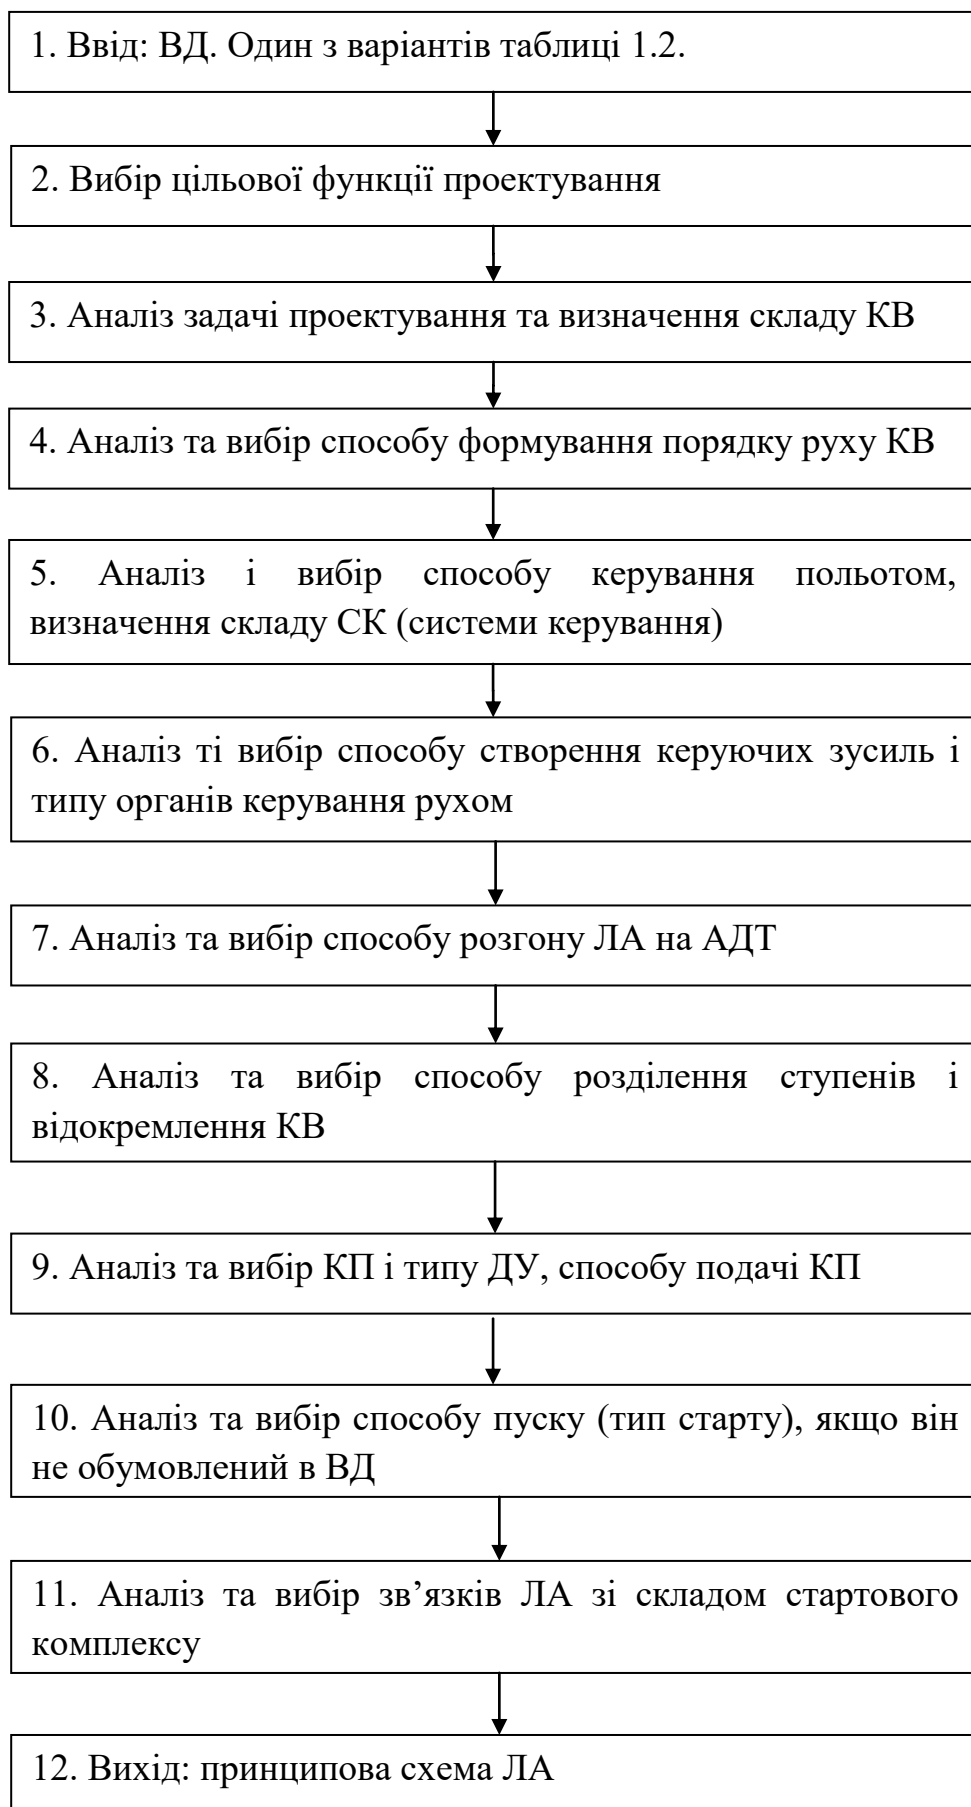 1. Ввід: ВД. Один з варіантів таблиці 1.2.
2. Вибір цільової функції проектування
3. Аналіз задачі проектування та визначення складу КВ
4. Аналіз та вибір способу формування порядку руху КВ
5. Аналіз і вибір способу керування польотом,
визначення складу СК (системи керування)
6. Аналіз ті вибір способу створення керуючих зусиль і
типу органів керування рухом
7. Аналіз та вибір способу розгону ЛА на АДТ
8. Аналіз та вибір способу розділення ступенів і
відокремлення КВ
9. Аналіз та вибір КП і типу ДУ, способу подачі КП
10. Аналіз та вибір способу пуску (тип старту), якщо він
не обумовлений в ВД
11. Аналіз та вибір зв’язків ЛА зі складом стартового
комплексу
12. Вихід: принципова схема ЛА